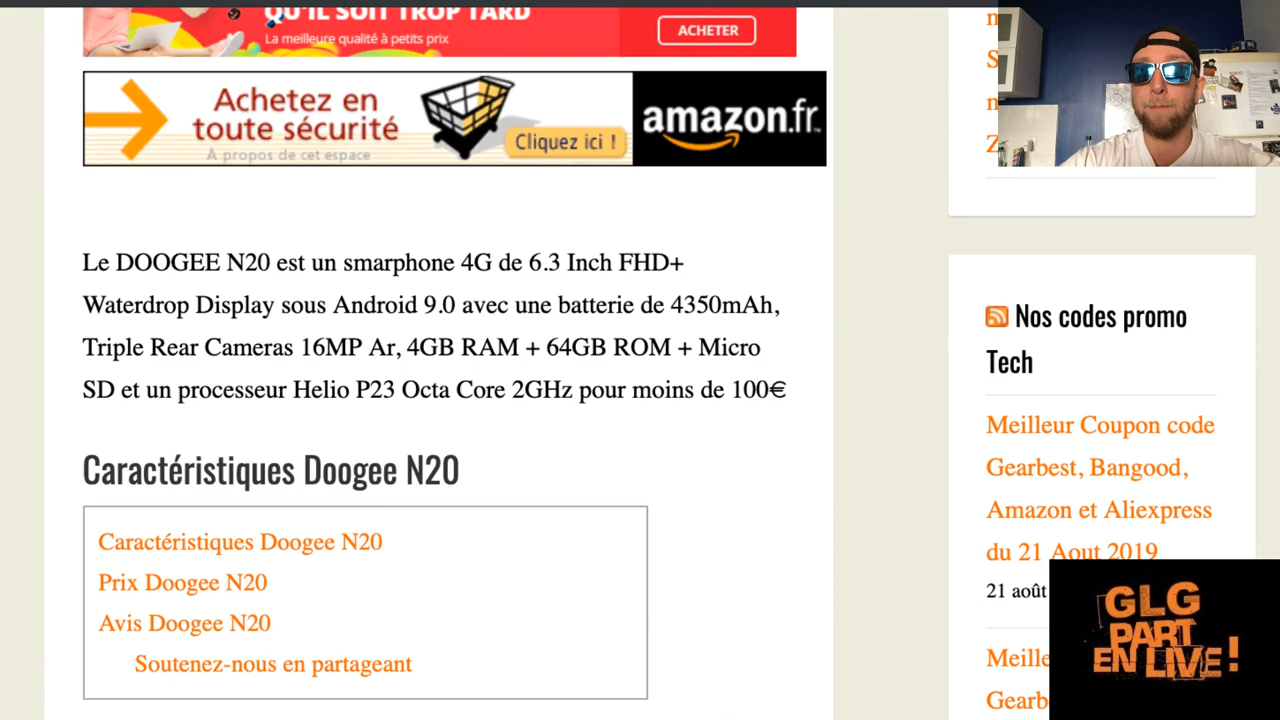 QU'IL SOIT TROP TARD
La meilleure qualité à petits prix
ACHETER
Achetez en
toute sécurité
À propos de cet espace
Cliquez ici !
amazon.fr
Le DOOGEE N20 est un smarphone 4G de 6.3 Inch FHD+
Waterdrop Display sous Android 9.0 avec une batterie de 4350mAh,
Triple Rear Cameras 16MP Ar, 4GB RAM + 64GB ROM + Micro
SD et un processeur Helio P23 Octa Core 2GHz pour moins de 100€
Caractéristiques Doogee N20
Caractéristiques Doogee N20
Prix Doogee N20
Avis Doogee N20
Soutenez-nous en partageant
Nos codes promo
Tech
Meilleur Coupon code
Gearbest, Bangood,
Amazon et Aliexpress
du 21 Aout 2019
21 août
Meille
Gearb
GLG
PART
EN LIVE !